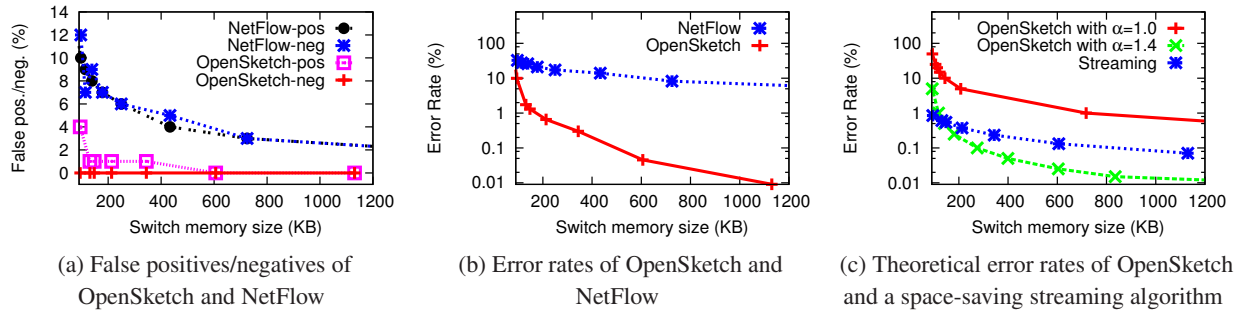 False pos./neg. (%)
14
12
10
8
6
4
2
0
NetFlow-pos
NetFlow-neg
OpenSketch-pos
OpenSketch-neg
200 400 600 800 1000 1200
Switch memory size (KB)
(a) False positives/negatives of
OpenSketch and NetFlow
Error Rate (%)
100
10
1
0.1
0.01
NetFlow
OpenSketch
200 400 600 800 1000 1200
Switch memory size (KB)
(b) Error rates of OpenSketch and
NetFlow
Error Rate (%)
100
10
1
0.1
0.01
OpenSketch with α=1.0
OpenSketch with α=1.4
Streaming
200 400 600 800 1000 1200
Switch memory size (KB)
(c) Theoretical error rates of OpenSketch
and a space-saving streaming algorithm